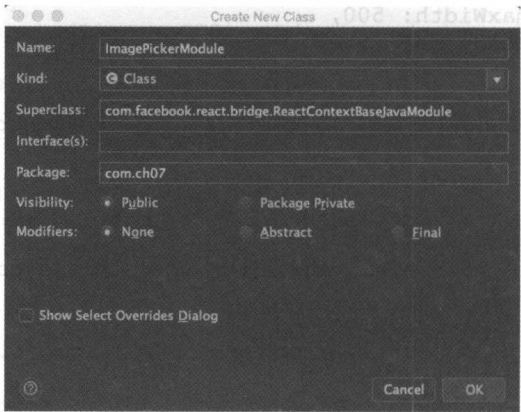 Create New Class
Name: ImagePickerModule
Kind: C Class
Superclass: com.facebook.react.bridge.ReactContextBaseJavaModule
Interface(s):
Package: com.ch07
Visibility: Public Package Private
Modifiers: None Abstract Final
Show Select Overrides Dialog
? Cancel OK